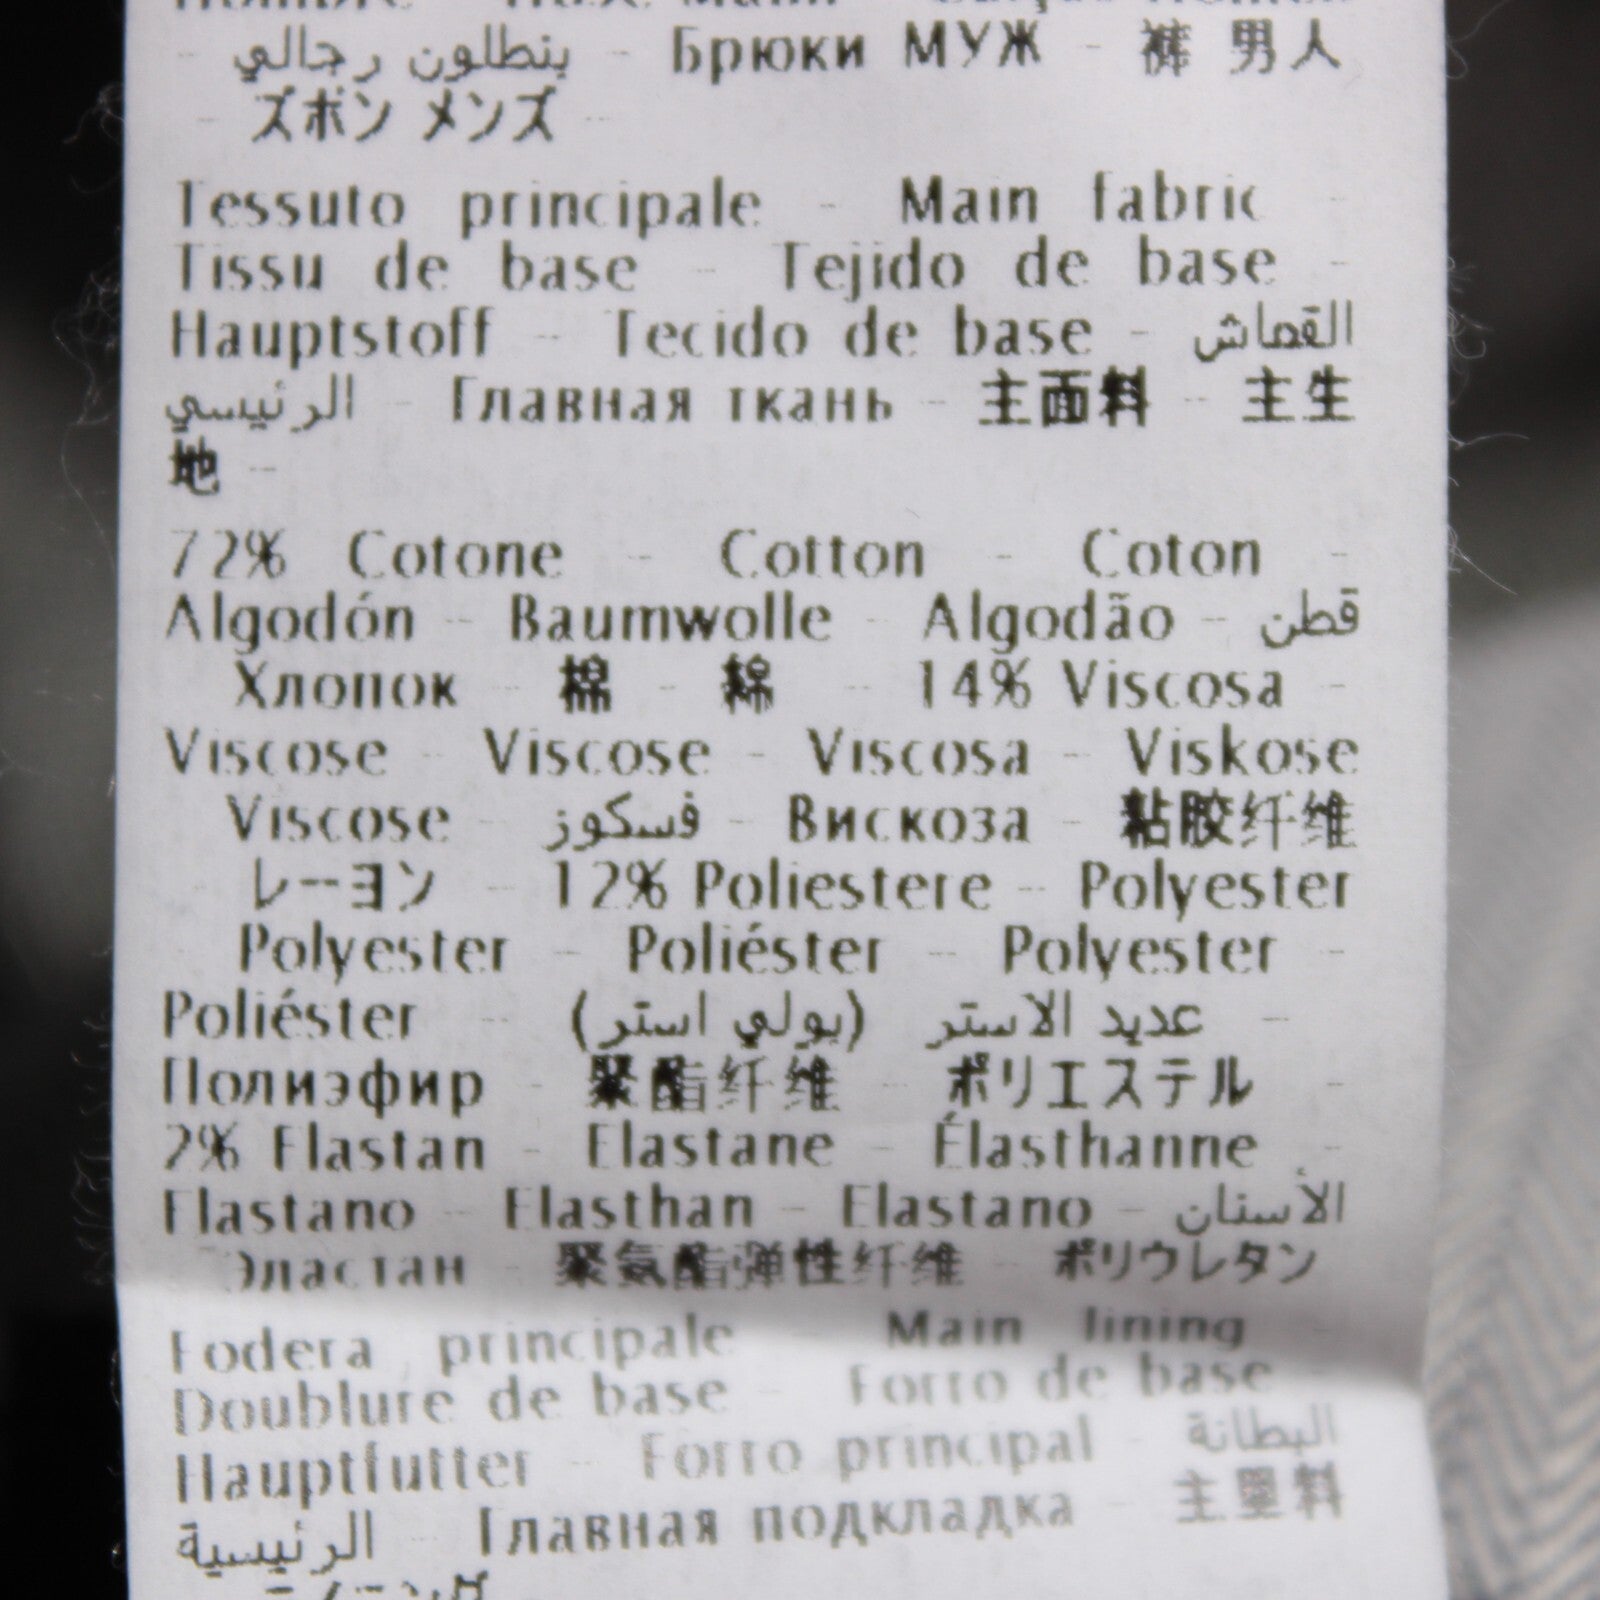 - بنطلون رجالي - Брюки МУЖ - 裤 男人
- ズボン メンズ -
Tessuto principale - Main fabric -
Tissu de base - Tejido de base -
Hauptstoff - Tecido de base - القماش
الرئيسي - Главная ткань - 主面料 - 主生
地 -
72% Cotone - Cotton - Coton -
Algodón - Baumwolle - Algodão - قطن
Хлопок - 棉 - 綿 - 14% Viscosa -
Viscose - Viscose - Viscosa - Viskose
Viscose - فسكوز - Вискоза - 粘胶纤维
- レーヨン - 12% Poliestere - Polyester
- Polyester - Poliéster - Polyester -
Poliéster - عديد الاستر (بولي استر) -
Полиэфир - 聚酯纤维 - ポリエステル -
2% Elastan - Elastane - Élasthanne -
Elastano - Elasthan - Elastano - الأستان
Эластан - 聚氨酯弹性纤维 - ポリウレタン
Fodera principale - Main lining -
Doublure de base - Forro de base -
Hauptfutter - Forro principal - البطانة
الرئيسية - Главная подкладка - 主里料